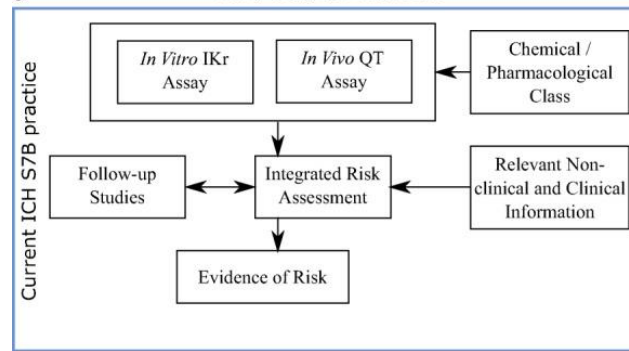 Current ICH S7B practice
In Vitro IKr
Assay
In Vivo QT
Assay
Chemical /
Pharmacological
Class
Follow-up
Studies
Integrated Risk
Assessment
Relevant Non-
clinical and Clinical
Information
Evidence of Risk